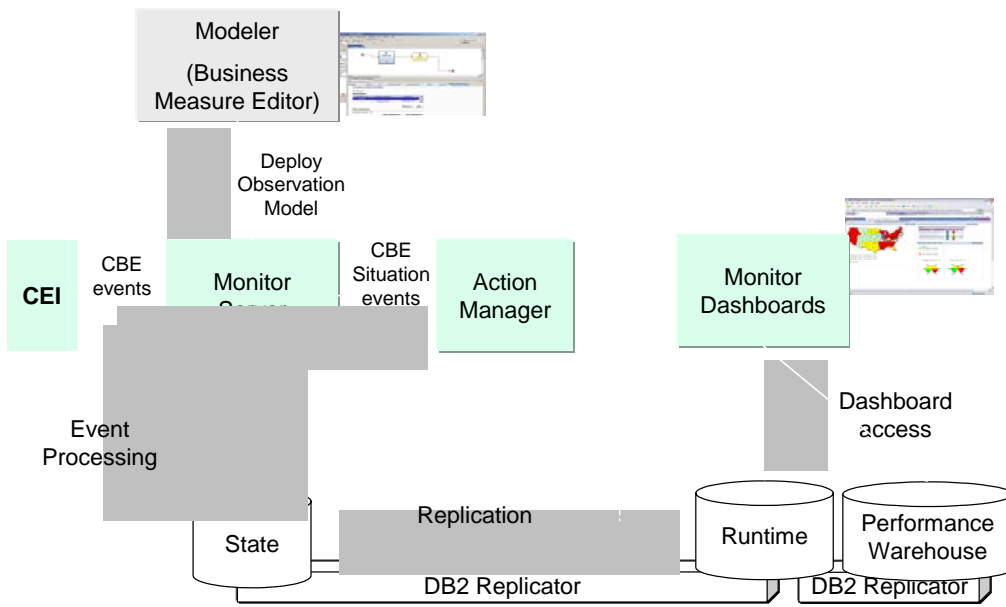 Modeler
(Business
Measure Editor)
Deploy
Observation
Model
CEI
CBE
events
Monitor
Server
CBE
Situation
events
Action
Manager
Monitor
Dashboards
Event
Processing
Dashboard
access
Replication
State
Runtime
Performance
Warehouse
DB2 Replicator
DB2 Replicator